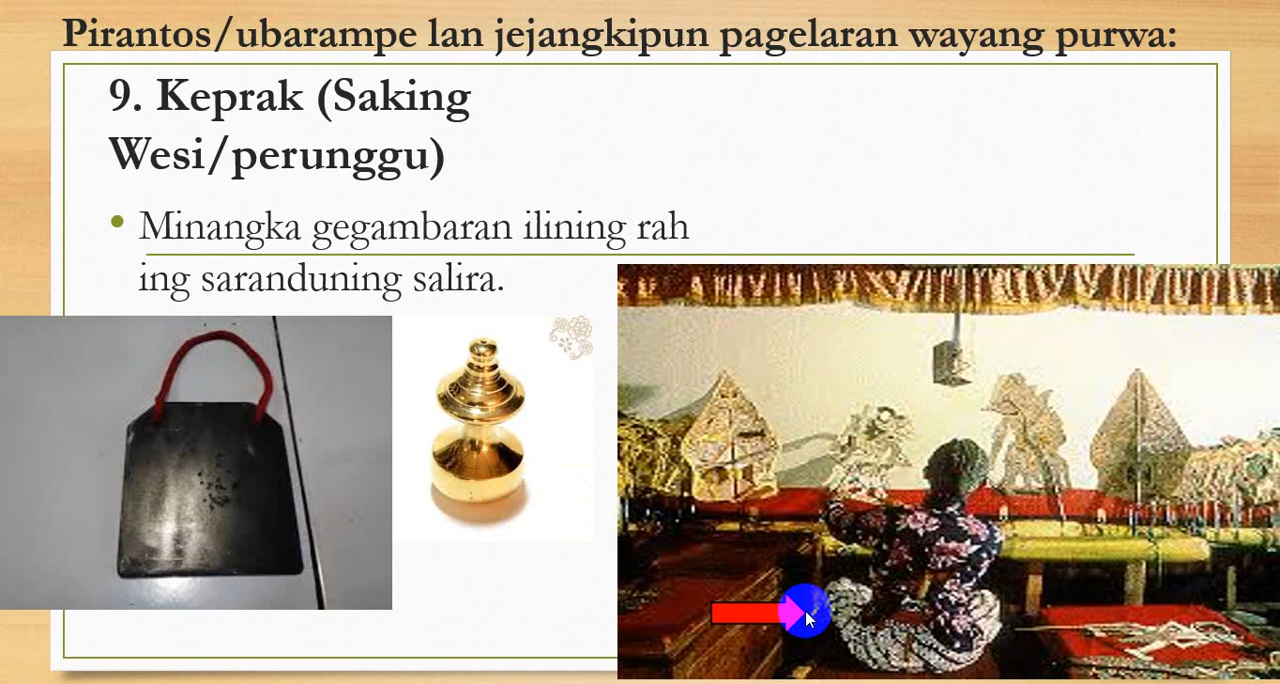 Pirantos/ubarampe lan jejangkipun pagelaran wayang purwa:
9. Keprak (Saking
Wesi/perunggu)
• Minangka gegambaran ilining rah
ing saranduning salira.